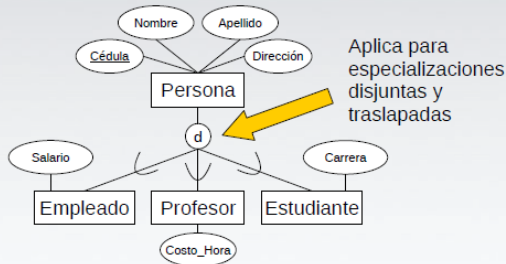 Nombre
Apellido
Cédula
Dirección
Persona
Aplica para
especializaciones
disjuntas y
traslapadas
d
Salario
Carrera
Empleado
Profesor
Estudiante
Costo_Hora